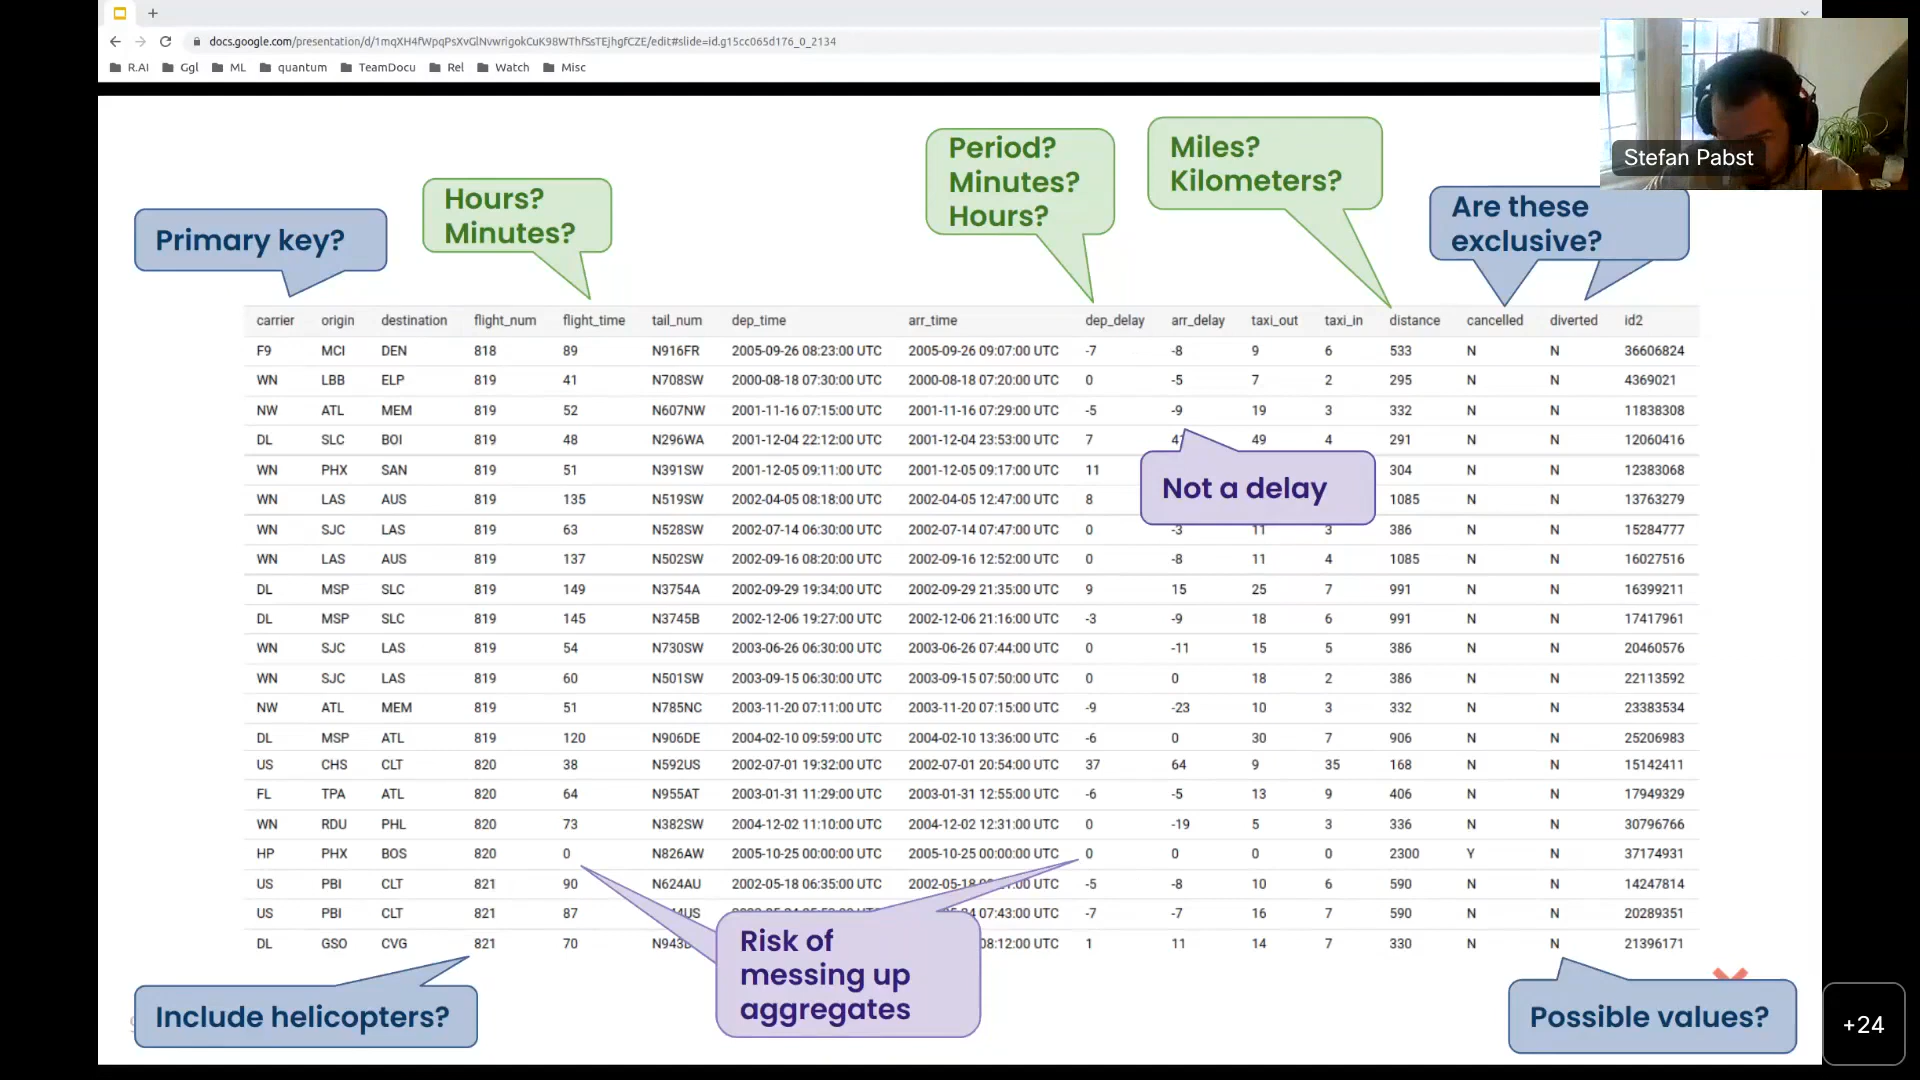 docs.google.com/presentation/d/1mqXH4fWpqPsXvGlNvwrigokCuK98WThfSsTEjhgfCZE/edit#slide=id.g15cc065d176_0_2134
R.AI Ggl ML quantum TeamDocu Rel Watch Misc
Stefan Pabst
Primary key?
Hours?
Minutes?
Period?
Minutes?
Hours?
Miles?
Kilometers?
Are these
exclusive?
carrier origin destination flight_num flight_time tail_num dep_time arr_time dep_delay arr_delay taxi_out taxi_in distance cancelled diverted id2
F9 MCI DEN 818 89 N916FR 2005-09-26 08:23:00 UTC 2005-09-26 09:07:00 UTC -7 -8 9 6 533 N N 36606824
WN LBB ELP 819 41 N708SW 2000-08-18 07:30:00 UTC 2000-08-18 07:20:00 UTC 0 -5 7 2 295 N N 4369021
NW ATL MEM 819 52 N607NW 2001-11-16 07:15:00 UTC 2001-11-16 07:29:00 UTC -5 -9 19 3 332 N N 11838308
DL SLC BOI 819 48 N296WA 2001-12-04 22:12:00 UTC 2001-12-04 23:53:00 UTC 7 49 4 291 N N 12060416
WN PHX SAN 819 51 N391SW 2001-12-05 09:11:00 UTC 2001-12-05 09:17:00 UTC 11 304 N N 12383068
Not a delay
WN LAS AUS 819 135 N519SW 2002-04-05 08:18:00 UTC 2002-04-05 12:47:00 UTC 8 1085 N N 13763279
WN SJC LAS 819 63 N528SW 2002-07-14 06:30:00 UTC 2002-07-14 07:47:00 UTC 0 -3 11 3 386 N N 15284777
WN LAS AUS 819 137 N502SW 2002-09-16 08:20:00 UTC 2002-09-16 12:52:00 UTC 0 -8 11 4 1085 N N 16027516
DL MSP SLC 819 149 N3754A 2002-09-29 19:34:00 UTC 2002-09-29 21:35:00 UTC 9 15 25 7 991 N N 16399211
DL MSP SLC 819 145 N3745B 2002-12-06 19:27:00 UTC 2002-12-06 21:16:00 UTC -3 -9 18 6 991 N N 17417961
WN SJC LAS 819 54 N730SW 2003-06-26 06:30:00 UTC 2003-06-26 07:44:00 UTC 0 -11 15 5 386 N N 20460576
WN SJC LAS 819 60 N501SW 2003-09-15 06:30:00 UTC 2003-09-15 07:50:00 UTC 0 0 18 2 386 N N 22113592
NW ATL MEM 819 51 N785NC 2003-11-20 07:11:00 UTC 2003-11-20 07:15:00 UTC -9 -23 10 3 332 N N 23383534
DL MSP ATL 819 120 N906DE 2004-02-10 09:59:00 UTC 2004-02-10 13:36:00 UTC -6 0 30 7 906 N N 25206983
US CHS CLT 820 38 N592US 2002-07-01 19:32:00 UTC 2002-07-01 20:54:00 UTC 37 64 9 35 168 N N 15142411
FL TPA ATL 820 64 N955AT 2003-01-31 11:29:00 UTC 2003-01-31 12:55:00 UTC -6 -5 13 9 406 N N 17949329
WN RDU PHL 820 73 N382SW 2004-12-02 11:10:00 UTC 2004-12-02 12:31:00 UTC 0 -19 5 3 336 N N 30796766
HP PHX BOS 820 0 N826AW 2005-10-25 00:00:00 UTC 2005-10-25 00:00:00 UTC 0 0 0 0 2300 Y N 37174931
US PBI CLT 821 90 N624AU 2002-05-18 06:35:00 UTC UTC -5 -8 10 6 590 N N 14247814
US PBI CLT 821 87 07:43:00 UTC -7 -7 16 7 590 N N 20289351
DL GSO CVG 821 70 08:12:00 UTC 1 11 14 7 330 N N 21396171
Risk of
messing up
aggregates
Include helicopters?
Possible values?
+24